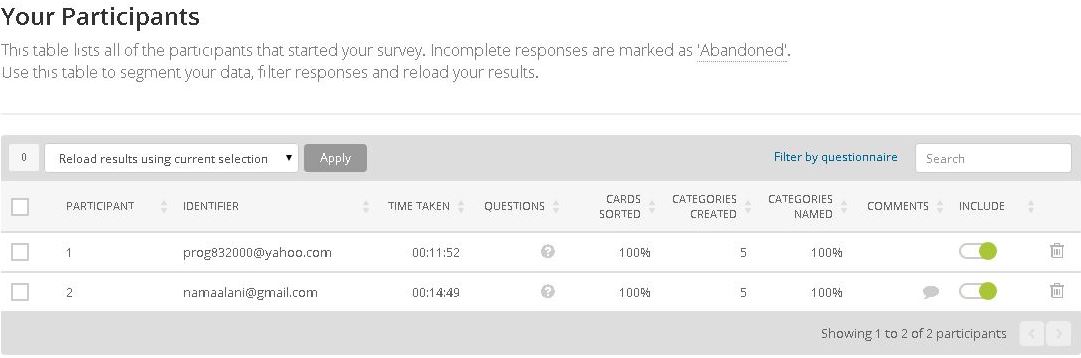 Your Participants
This table lists all of the participants that started your survey. Incomplete responses are marked as 'Abandoned'.
Use this table to segment your data, filter responses and reload your results.
0 Reload results using current selection Apply Filter by questionnaire Search
PARTICIPANT IDENTIFIER TIME TAKEN QUESTIONS CARDS SORTED CATEGORIES CREATED CATEGORIES NAMED COMMENTS INCLUDE
1 prog832000@yahoo.com 00:11:52 ? 100% 5 100%
2 namaalani@gmail.com 00:14:49 ? 100% 5 100%
Showing 1 to 2 of 2 participants < >